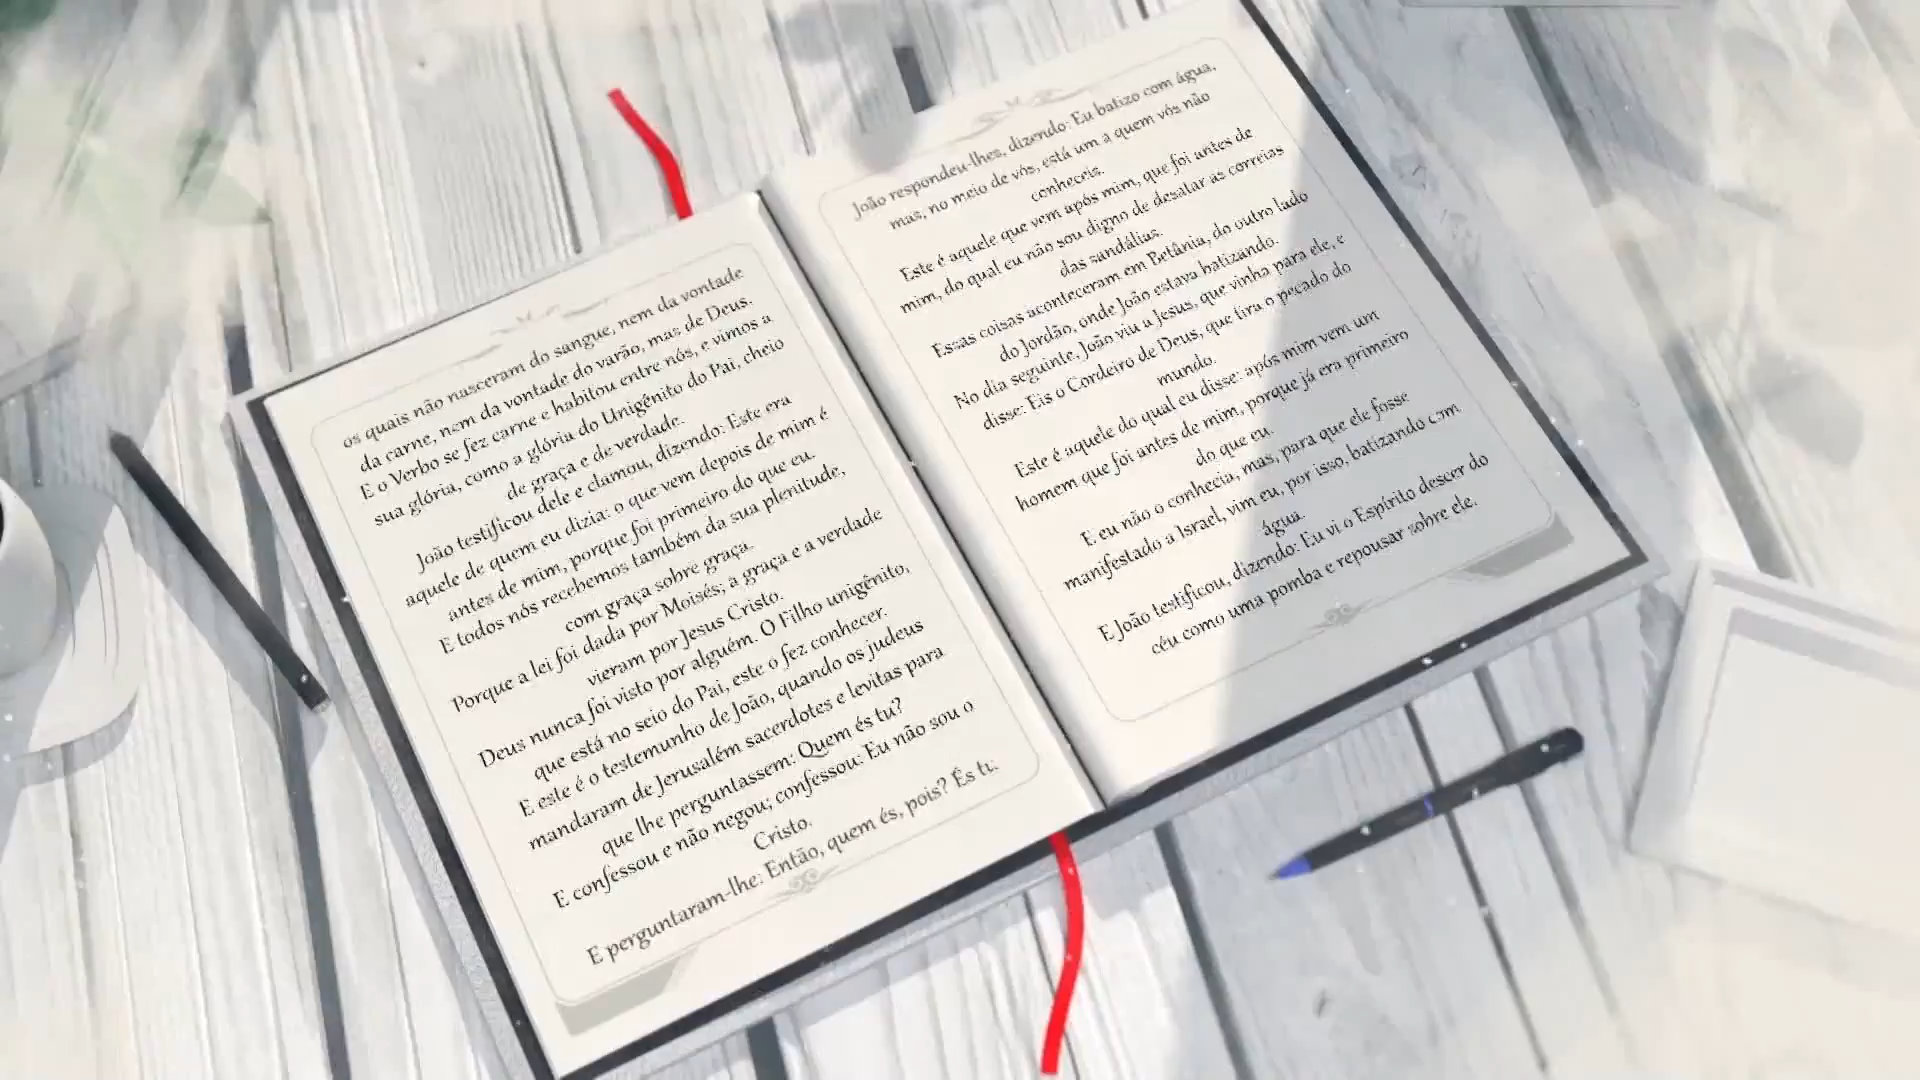 os quais não nasceram do sangue, nem da vontade
da carne, nem da vontade do varão, mas de Deus.
E o Verbo se fez carne e habitou entre nós, e vimos a
sua glória, como a glória do Unigênito do Pai, cheio
de graça e de verdade.
João testificou dele e clamou, dizendo: Este era
aquele de quem eu dizia: o que vem depois de mim é
antes de mim, porque foi primeiro do que eu.
E todos nós recebemos também da sua plenitude,
com graça sobre graça.
Porque a lei foi dada por Moisés; a graça e a verdade
vieram por Jesus Cristo.
Deus nunca foi visto por alguém. O Filho unigênito,
que está no seio do Pai, este o fez conhecer.
E este é o testemunho de João, quando os judeus
mandaram de Jerusalém sacerdotes e levitas para
que lhe perguntassem: Quem és tu?
E confessou e não negou; confessou: Eu não sou o
Cristo.
E perguntaram-lhe: Então, quem és, pois? És tu:
João respondeu-lhes, dizendo: Eu batizo com água,
mas, no meio de vós, está um a quem vós não
conheceis.
Este é aquele que vem após mim, que foi antes de
mim, do qual eu não sou digno de desatar as correias
das sandálias.
Essas coisas aconteceram em Betânia, do outro lado
do Jordão, onde João estava batizando.
No dia seguinte, João viu a Jesus, que vinha para ele, e
disse: Eis o Cordeiro de Deus, que tira o pecado do
mundo.
Este é aquele do qual eu disse: após mim vem um
homem que foi antes de mim, porque já era primeiro
do que eu.
E eu não o conhecia, mas, para que ele fosse
manifestado a Israel, vim eu, por isso, batizando com
água.
E João testificou, dizendo: Eu vi o Espírito descer do
céu como uma pomba e repousar sobre ele.